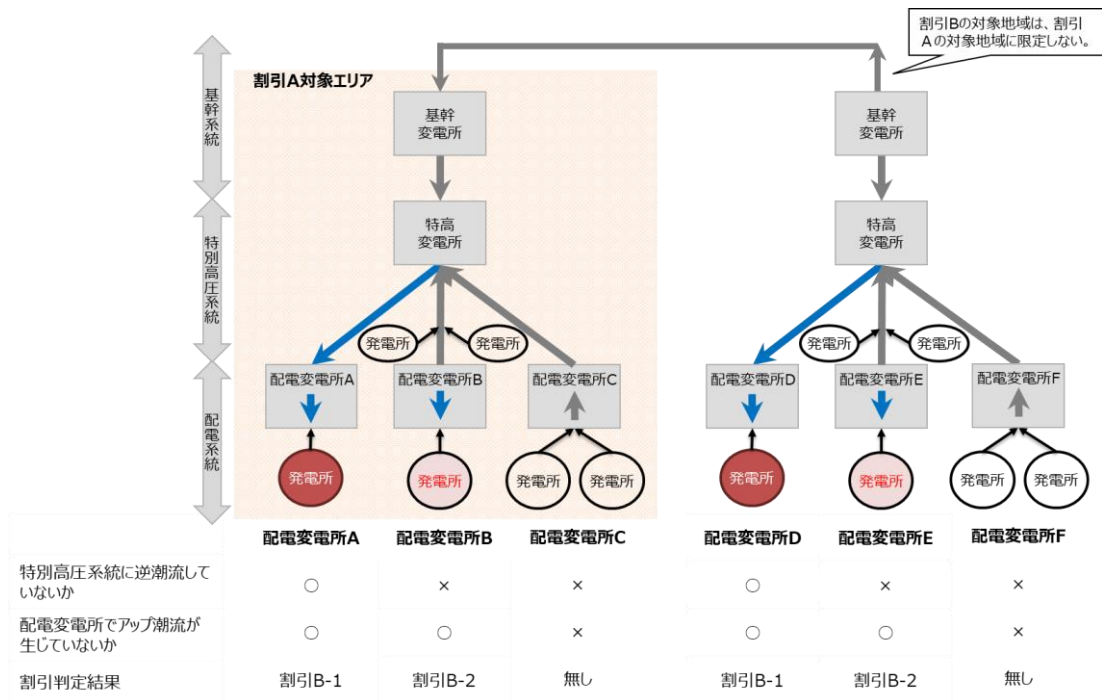 割引Bの対象地域は、割引
Aの対象地域に限定しない。
割引A対象エリア
基幹系統
特別高圧系統
配電系統
基幹
変電所
基幹
変電所
特高
変電所
特高
変電所
発電所
発電所
発電所
発電所
配電変電所A
配電変電所B
配電変電所C
配電変電所D
配電変電所E
配電変電所F
発電所
発電所
発電所
発電所
発電所
発電所
発電所
発電所
配電変電所A 配電変電所B 配電変電所C 配電変電所D 配電変電所E 配電変電所F
特別高圧系統に逆潮流して
いないか
○ × × ○ × ×
配電変電所でアップ潮流が
生じていないか
○ ○ × ○ ○ ×
割引判定結果 割引B-1 割引B-2 無し 割引B-1 割引B-2 無し